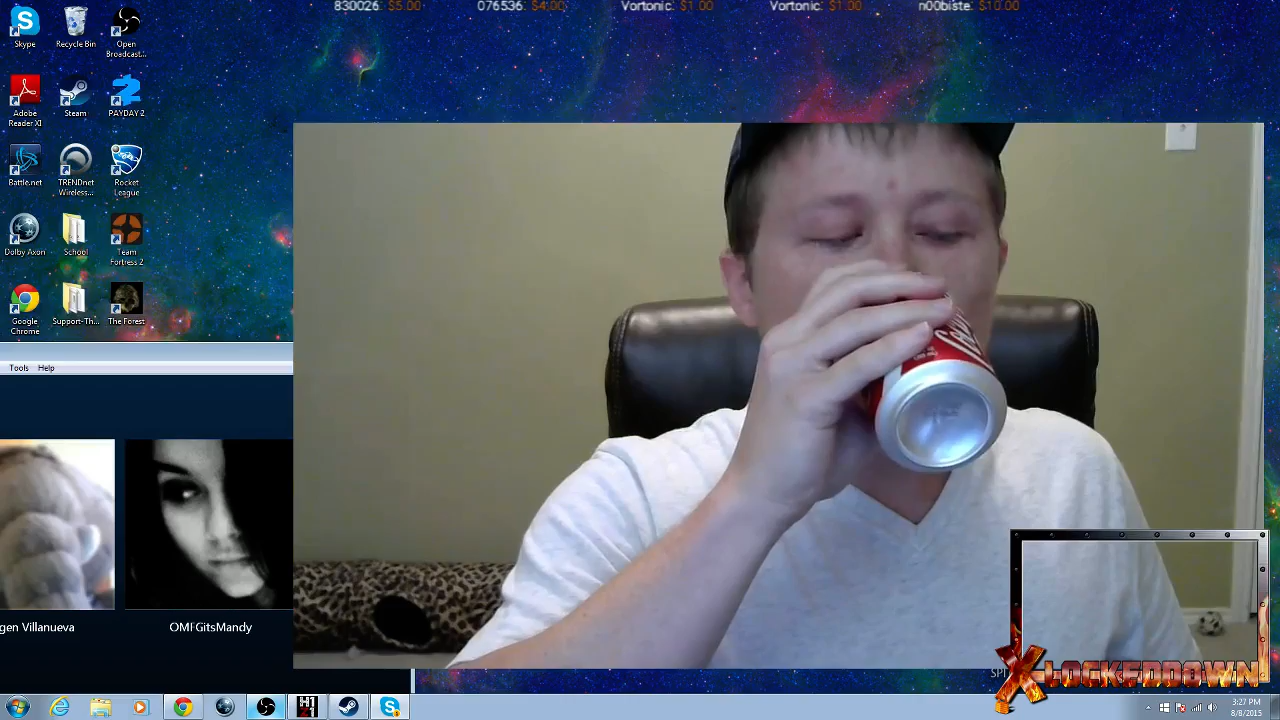 830026: $5.00 076536: $4.00 Vortonic: $1.00 Vortonic: $1.00 n00biste: $10.00
Skype
Recycle Bin
Open
Broadcast...
Adobe
Reader XI
Steam
PAYDAY 2
Battle.net
TRENDnet
Wireless...
Rocket
League
Dolby Axon
School
Team
Fortress 2
Google
Chrome
Support-Th...
The Forest
Tools Help
gen Villanueva
OMFGitsMandy
X-LOCKEDDOWN
H1
Z1
3:27 PM
8/8/2015